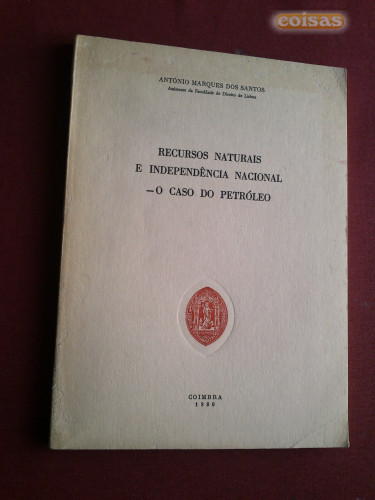 coisas
ANTÓNIO MARQUES DOS SANTOS
Assistente da Faculdade de Direito de Lisboa
RECURSOS NATURAIS
E INDEPENDÊNCIA NACIONAL
—O CASO DO PETRÓLEO
COIMBRA
1980